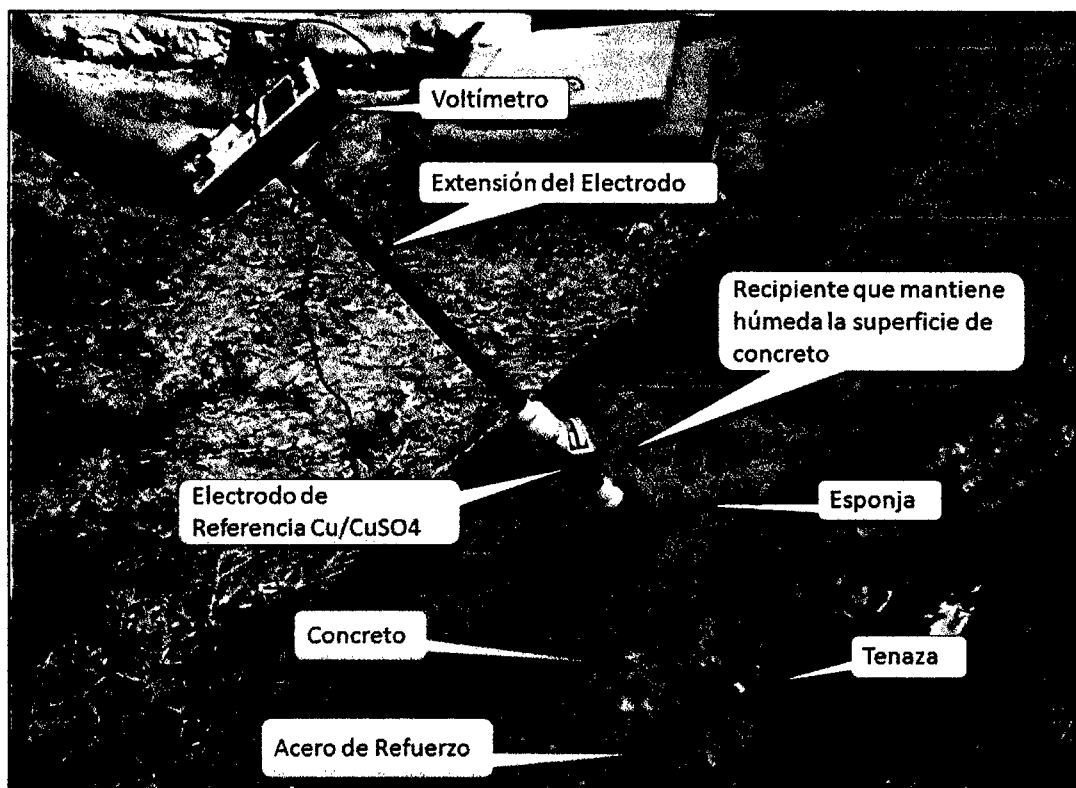 Voltímetro
Extensión del Electrodo
Recipiente que mantiene
húmeda la superficie de
concreto
Electrodo de
Referencia Cu/CuSO4
Esponja
Concreto
Tenaza
Acero de Refuerzo